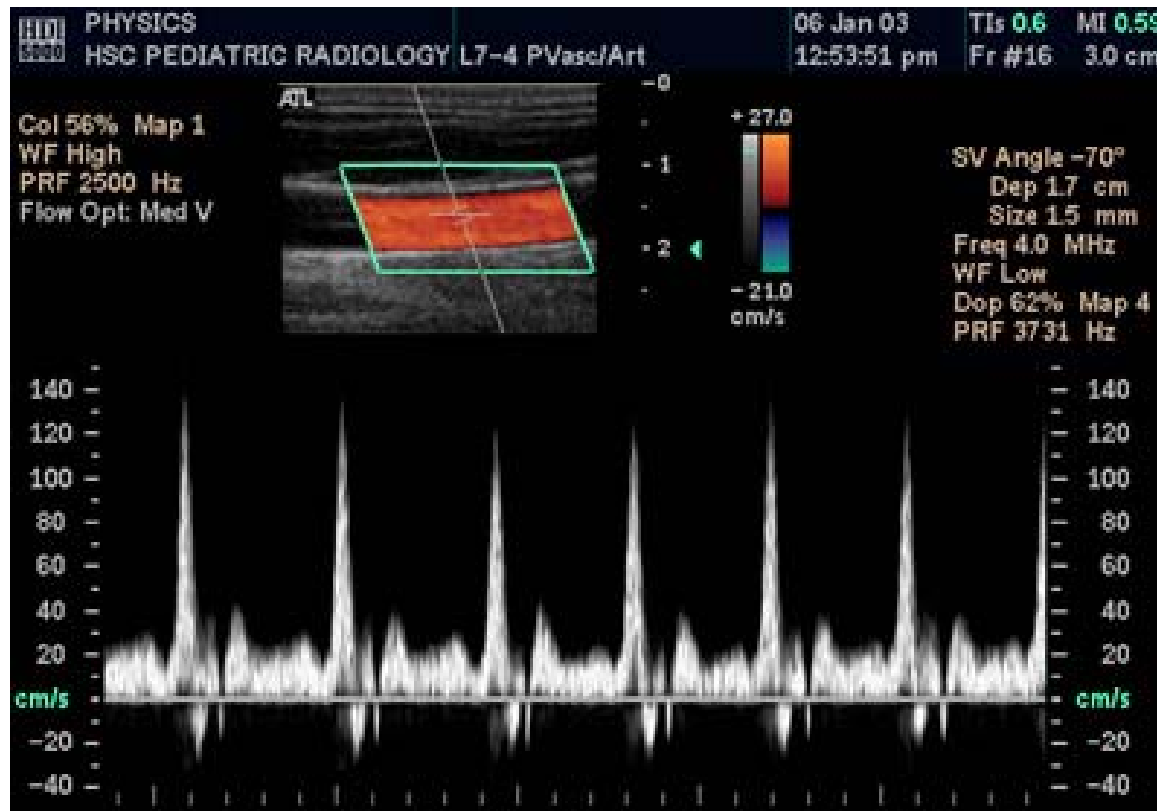 HDI PHYSICS 06 Jan 03 TIs 0.6 MI 0.59
5000 HSC PEDIATRIC RADIOLOGY L7-4 PVasc/Art 12:53:51 pm Fr #16 3.0 cm
ATL
Col 56% Map 1
WF High
PRF 2500 Hz
Flow Opt: Med V
0
1
2
+ 27.0
- 21.0
cm/s
SV Angle -70°
Dep 1.7 cm
Size 1.5 mm
Freq 4.0 MHz
WF Low
Dop 62% Map 4
PRF 3731 Hz
140 140
120 120
100 100
80 80
60 60
40 40
20 20
cm/s cm/s
-20 -20
-40 -40